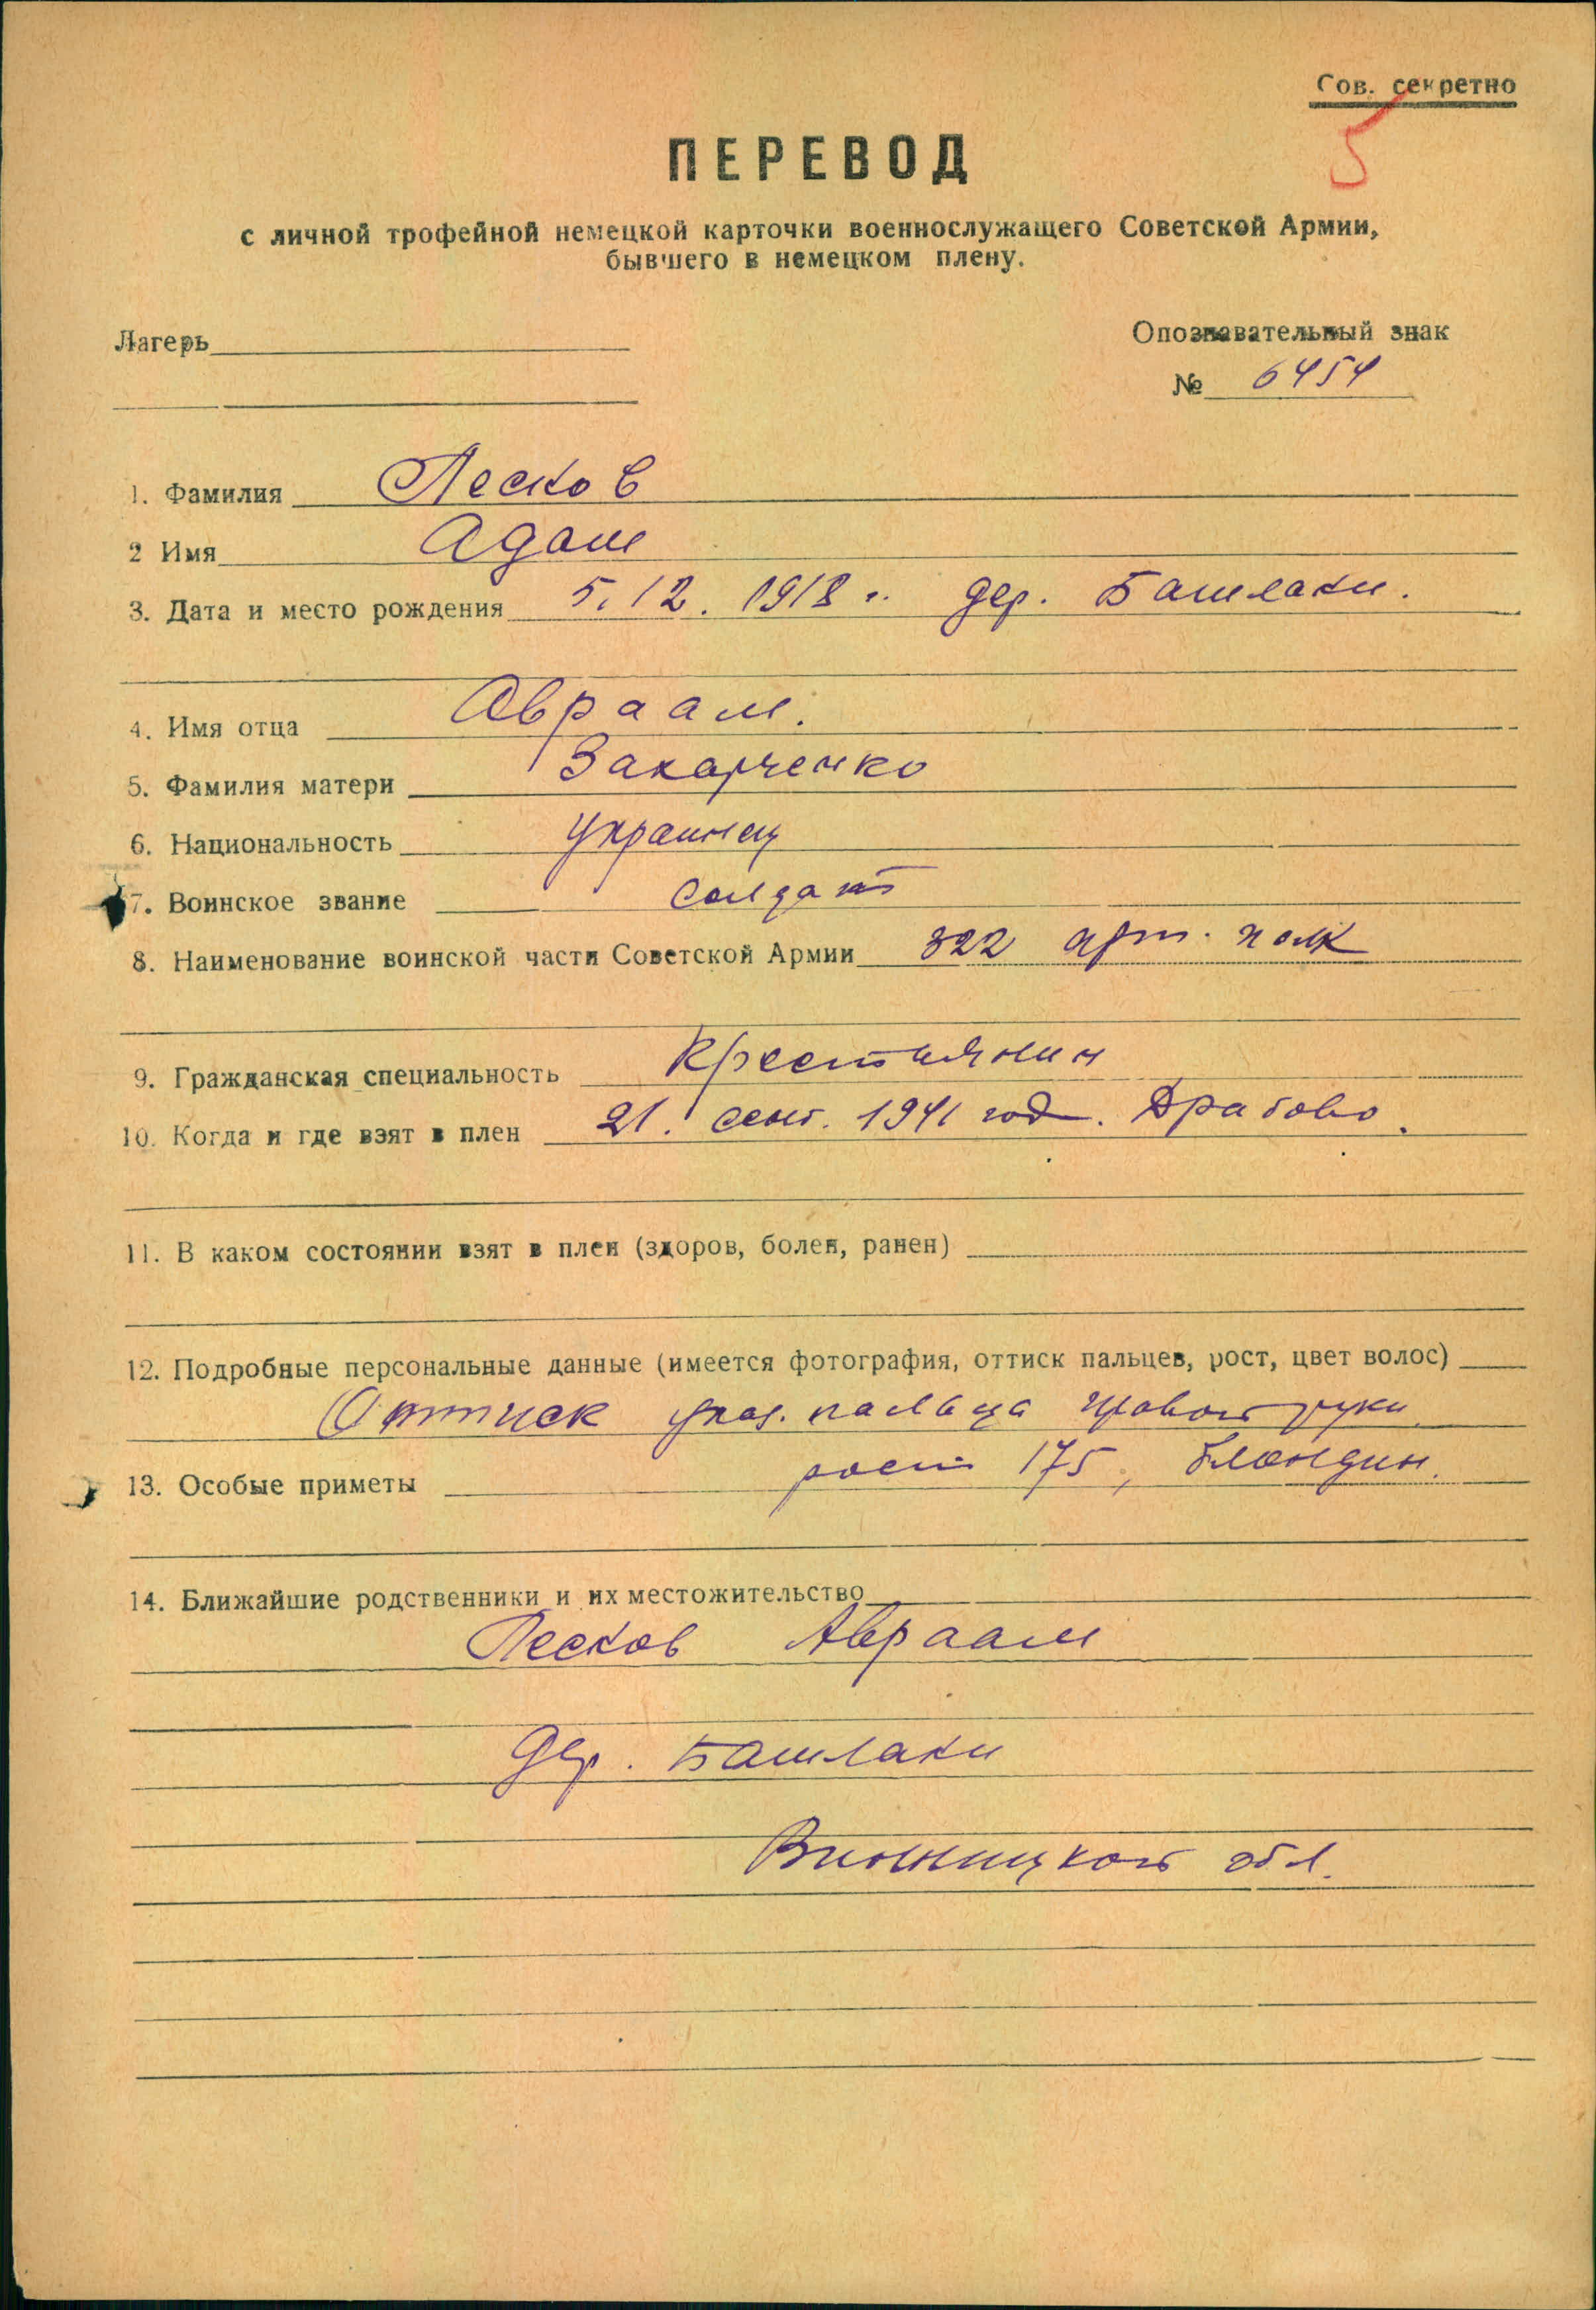 Сов. секретно
5
ПЕРЕВОД
с личной трофейной немецкой карточки военнослужащего Советской Армии,
бывшего в немецком плену.
Лагерь
Опознавательный знак
№ 6454
1. Фамилия Песков
2 Имя Адам
3. Дата и место рождения 5.12.1918 г. дер. Башлаки.
4. Имя отца Авраам.
5. Фамилия матери Захарченко
6. Национальность Украинец
7. Воинское звание солдат
8. Наименование воинской части Советской Армии 322 арт. полк
9. Гражданская специальность Крестьянин
10. Когда и где взят в плен 21. сент. 1941 год. Драбово.
11. В каком состоянии взят в плен (здоров, болен, ранен)
12. Подробные персональные данные (имеется фотография, оттиск пальцев, рост, цвет волос)
Оттиск указ. пальца правой руки
13. Особые приметы рост 175, блондин.
14. Ближайшие родственники и их местожительство
Песков Авраам
дер. Башлаки
Винницкой обл.